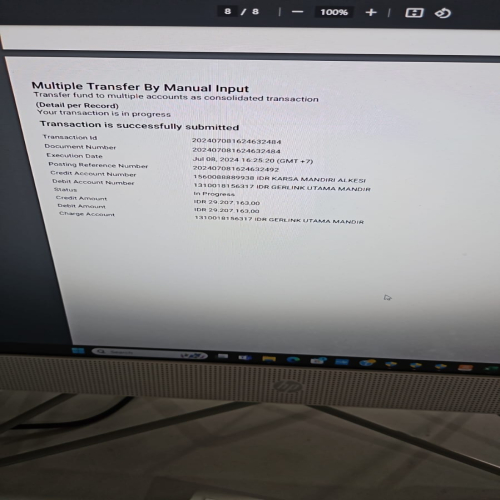 8 / 8 | — 100% + |
Multiple Transfer By Manual Input
Transfer fund to multiple accounts as consolidated transaction
(Detail per Record)
Your transaction is in progress
Transaction is successfully submitted
Transaction Id 202407081624632484
Document Number 202407081624632484
Execution Date Jul 08, 2024 16:25:20 (GMT +7)
Posting Reference Number 202407081624632492
Credit Account Number 1560088889938 IDR KARSA MANDIRI ALKESI
Debit Account Number 1310018156317 IDR GERLINK UTAMA MANDIR
Status In Progress
Credit Amount IDR 29.207.163,00
Debit Amount IDR 29.207.163,00
Charge Account 1310018156317 IDR GERLINK UTAMA MANDIR
Search
hp